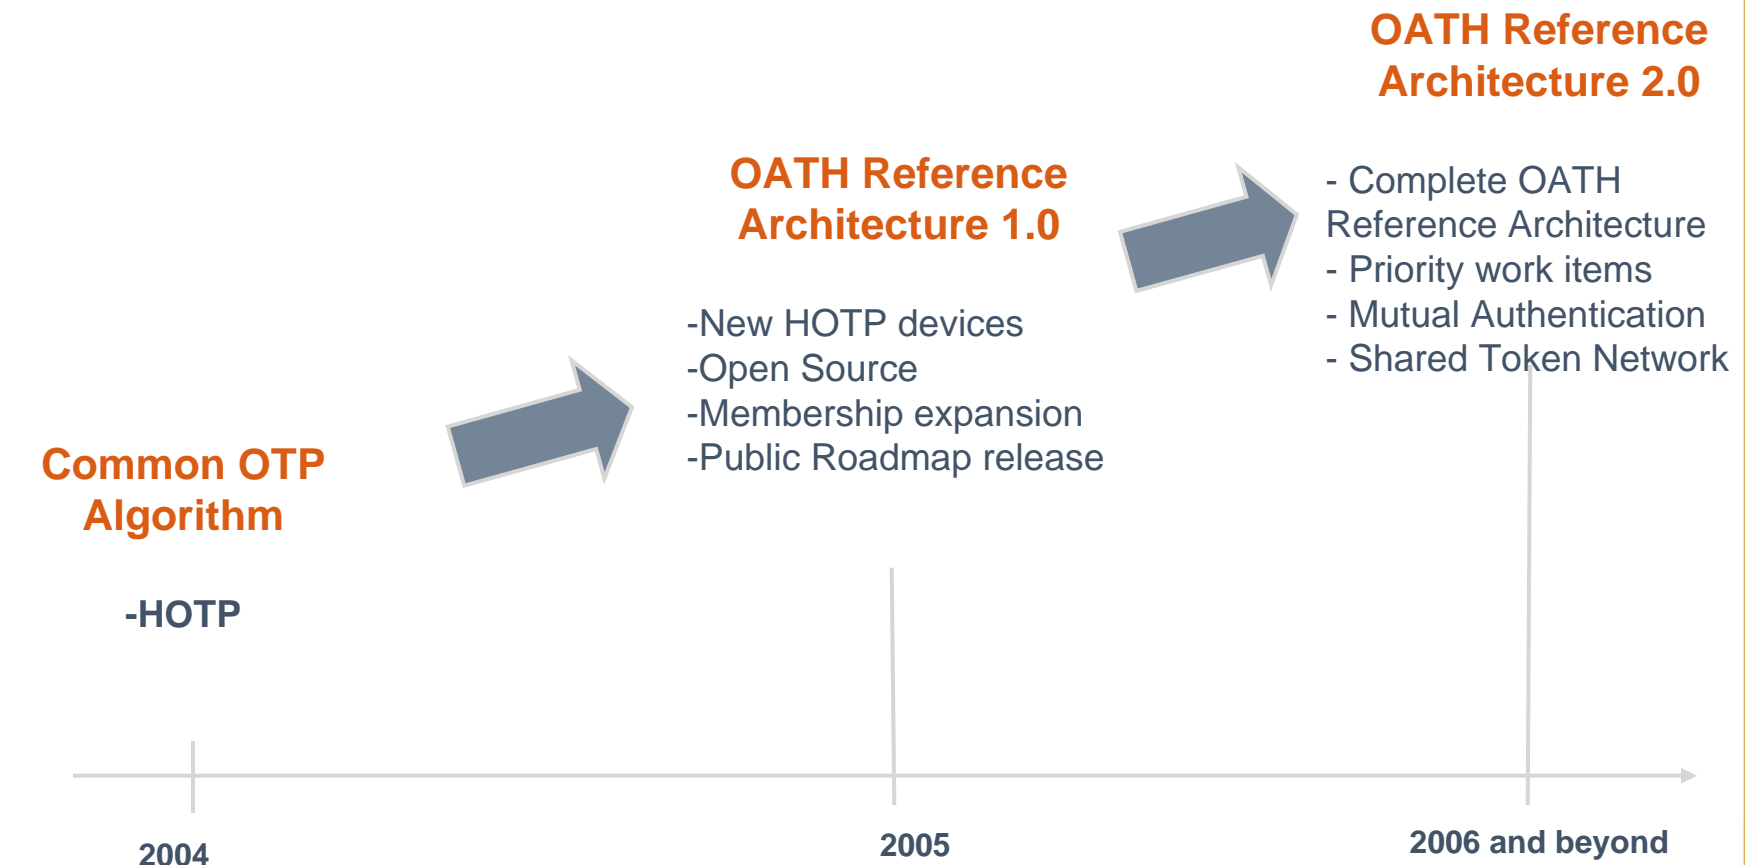 OATH Reference
Architecture 2.0
- Complete OATH
Reference Architecture
- Priority work items
- Mutual Authentication
- Shared Token Network
OATH Reference
Architecture 1.0
-New HOTP devices
-Open Source
-Membership expansion
-Public Roadmap release
Common OTP
Algorithm
-HOTP
2004
2005
2006 and beyond